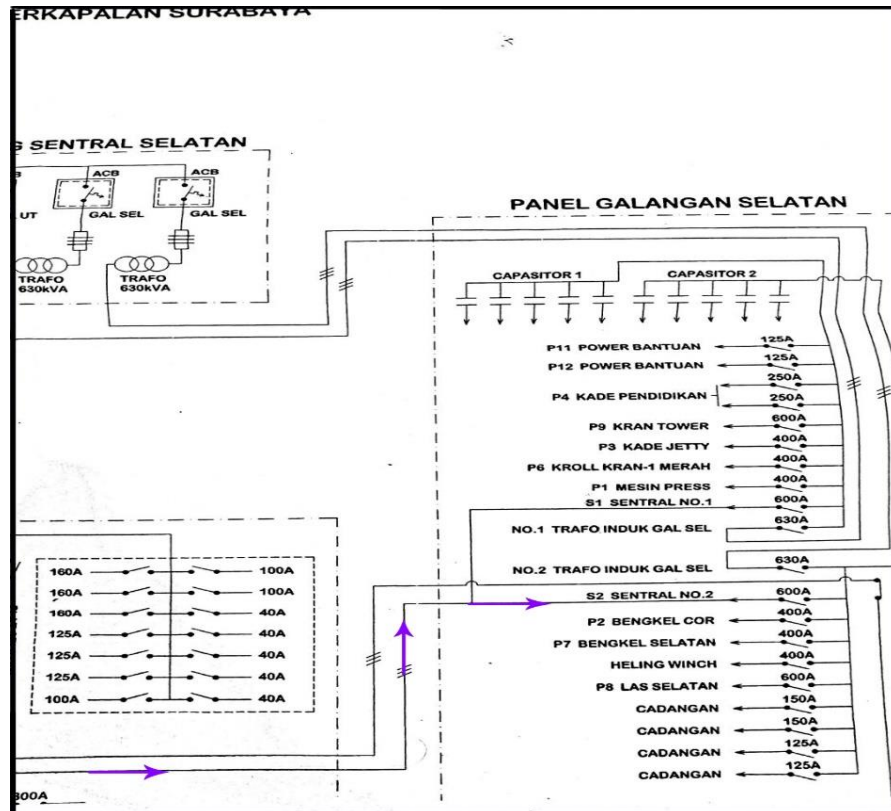 ERKAPALAN SURABAYA
G SENTRAL SELATAN
B ACB ACB
UT GAL SEL GAL SEL
TRAFO 630kVA
TRAFO 630kVA
PANEL GALANGAN SELATAN
CAPASITOR 1 CAPASITOR 2
P11 POWER BANTUAN 125A
P12 POWER BANTUAN 125A
250A
P4 KADE PENDIDIKAN
250A
P9 KRAN TOWER 600A
P3 KADE JETTY 400A
P6 KROLL KRAN-1 MERAH 400A
P1 MESIN PRESS 400A
S1 SENTRAL NO.1 600A
NO.1 TRAFO INDUK GAL SEL 630A
NO.2 TRAFO INDUK GAL SEL 630A
S2 SENTRAL NO.2 600A
P2 BENGKEL COR 400A
P7 BENGKEL SELATAN 400A
HELING WINCH 400A
P8 LAS SELATAN 600A
CADANGAN 150A
CADANGAN 150A
CADANGAN 125A
CADANGAN 125A
160A 100A
160A 100A
160A 40A
125A 40A
125A 40A
125A 40A
100A 40A
300A